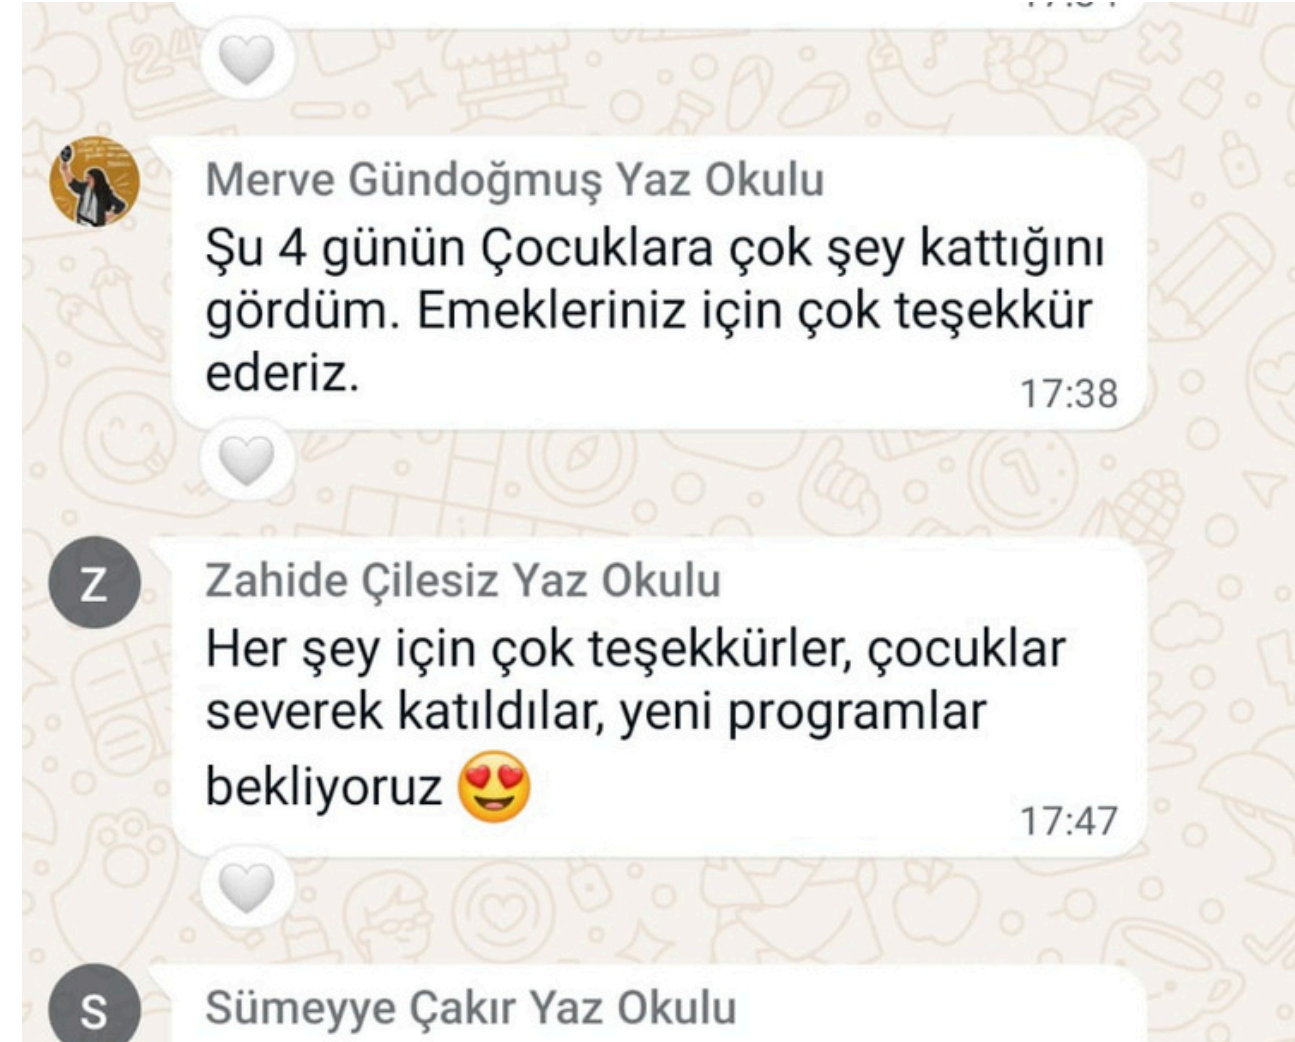 Merve Gündoğmuş Yaz Okulu
Şu 4 günün Çocuklara çok şey kattığını
gördüm. Emekleriniz için çok teşekkür
ederiz.
17:38
Z
Zahide Çilesiz Yaz Okulu
Her şey için çok teşekkürler, çocuklar
severek katıldılar, yeni programlar
bekliyoruz 😍
17:47
S
Sümeyye Çakır Yaz Okulu